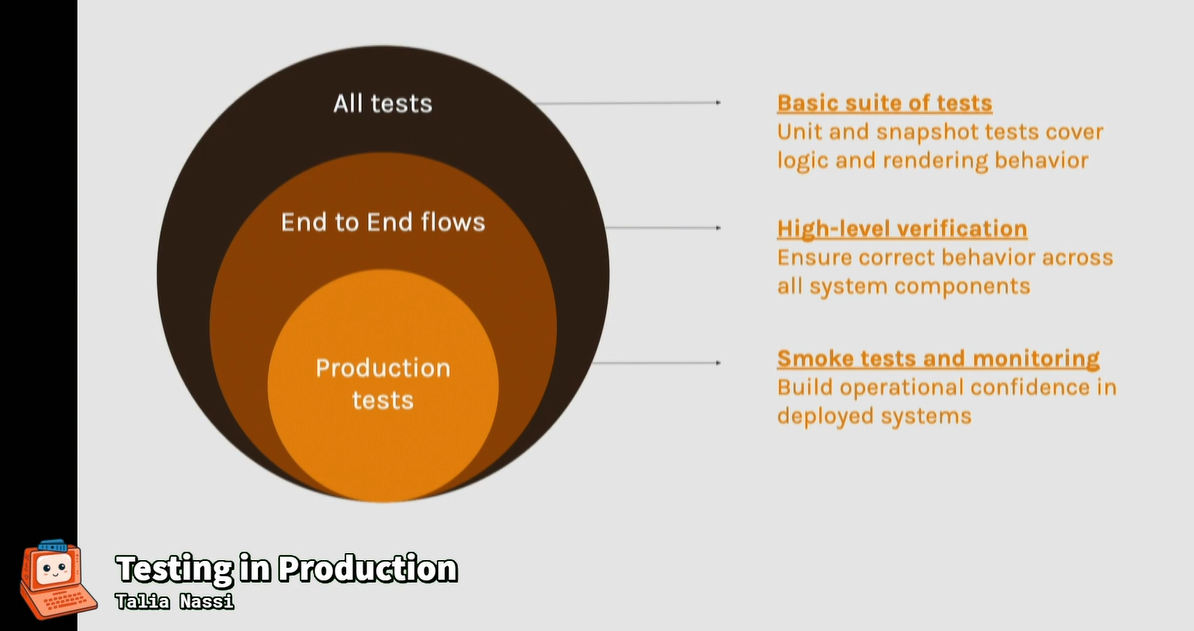 All tests
End to End flows
Production
tests
Basic suite of tests
Unit and snapshot tests cover
logic and rendering behavior
High-level verification
Ensure correct behavior across
all system components
Smoke tests and monitoring
Build operational confidence in
deployed systems
Testing in Production
Talia Nassi